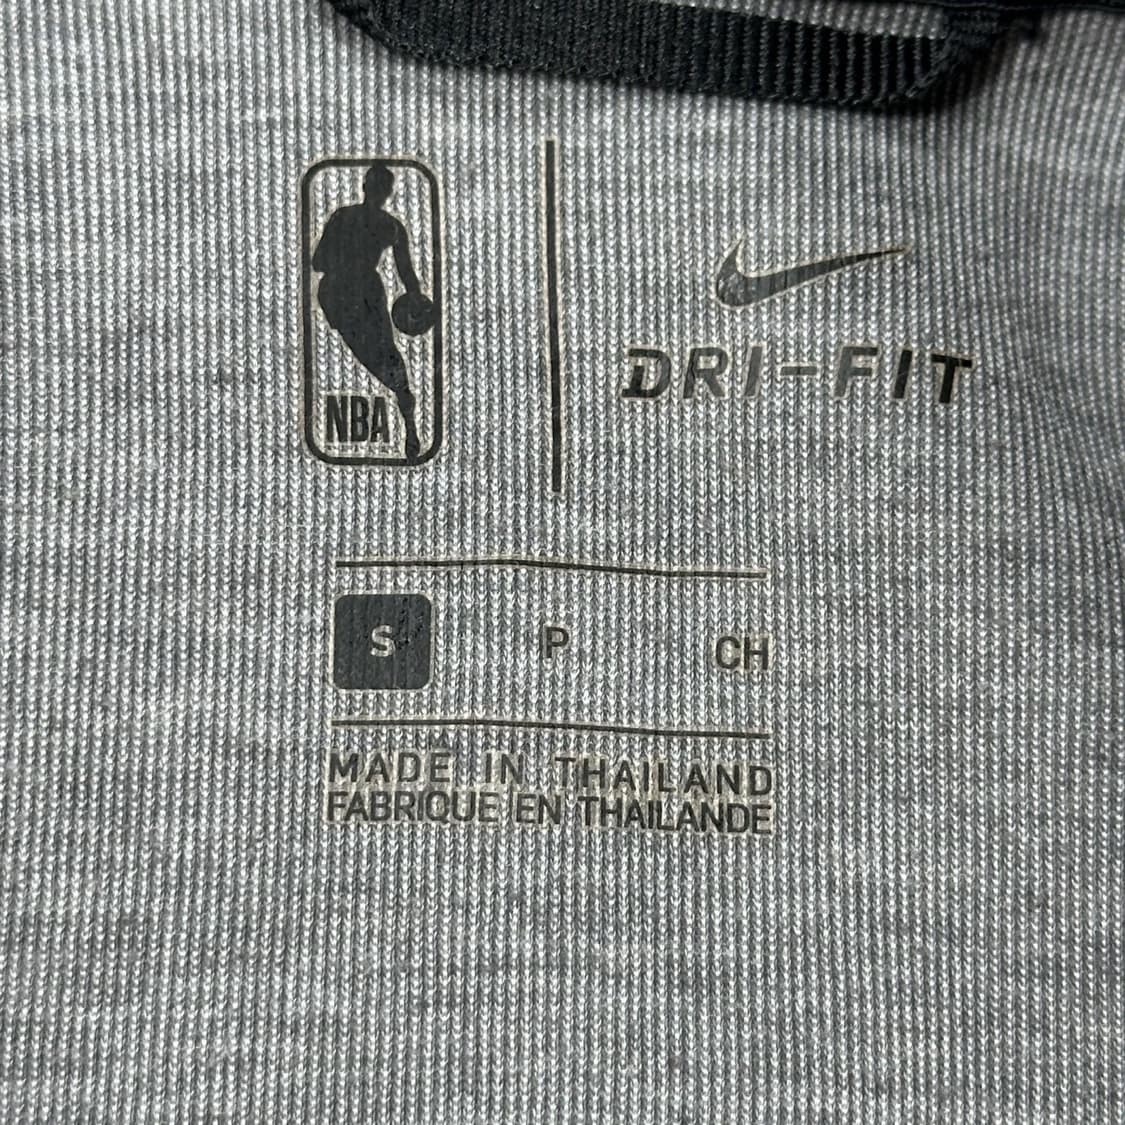 NBA
DRI-FIT
S P CH
MADE IN THAILAND
FABRIQUE EN THAILANDE